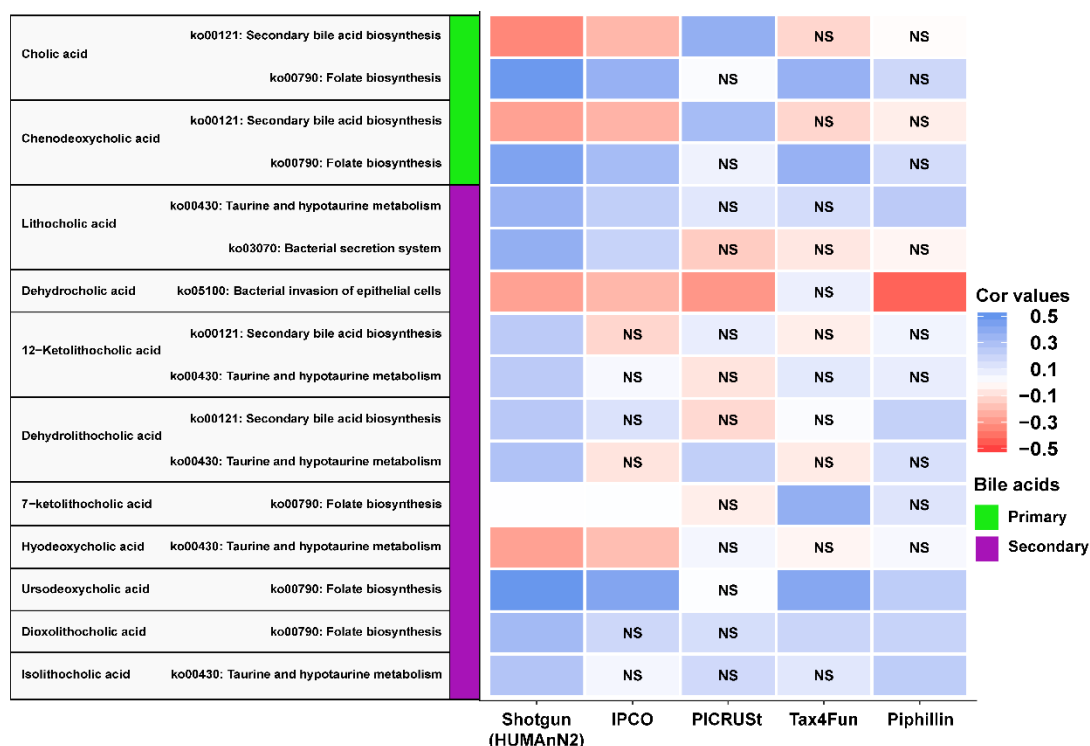 Cholic acid
ko00121: Secondary bile acid biosynthesis NS NS
ko00790: Folate biosynthesis NS NS
Chenodeoxycholic acid
ko00121: Secondary bile acid biosynthesis NS NS
ko00790: Folate biosynthesis NS NS
Lithocholic acid
ko00430: Taurine and hypotaurine metabolism NS NS
ko03070: Bacterial secretion system NS NS NS
Dehydrocholic acid ko05100: Bacterial invasion of epithelial cells NS
12−Ketolithocholic acid
ko00121: Secondary bile acid biosynthesis NS NS NS NS
ko00430: Taurine and hypotaurine metabolism NS NS NS NS
Dehydrolithocholic acid
ko00121: Secondary bile acid biosynthesis NS NS NS
ko00430: Taurine and hypotaurine metabolism NS NS NS
7−ketolithocholic acid ko00790: Folate biosynthesis NS NS
Hyodeoxycholic acid ko00430: Taurine and hypotaurine metabolism NS NS NS
Ursodeoxycholic acid ko00790: Folate biosynthesis NS
Dioxolithocholic acid ko00790: Folate biosynthesis NS NS
Isolithocholic acid ko00430: Taurine and hypotaurine metabolism NS NS NS
Shotgun (HUMAnN2)
IPCO
PICRUSt
Tax4Fun
Piphillin
Cor values
0.5
0.3
0.1
−0.1
−0.3
−0.5
Bile acids
Primary
Secondary